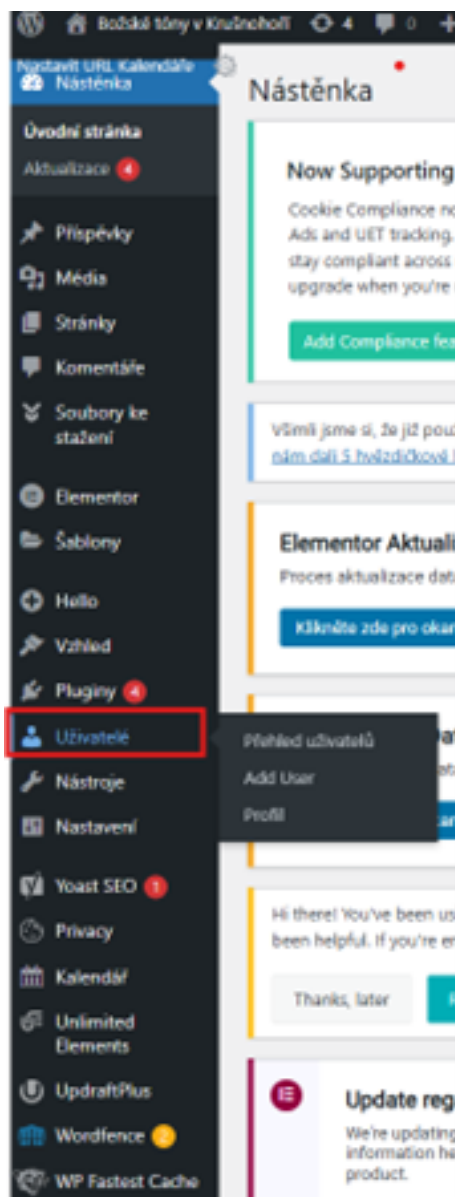 Božské tóny v Krušnohoří 4 0 +
Nastavit URL Kalendáře
Nástěnka
Úvodní stránka
Aktualizace 4
Příspěvky
Média
Stránky
Komentáře
Soubory ke
stažení
Elementor
Šablony
Hello
Vzhled
Pluginy 4
Uživatelé
Nástroje
Nastavení
Yoast SEO 1
Privacy
Kalendář
Unlimited
Elements
UpdraftPlus
Wordfence 2
WP Fastest Cache
Přehled uživatelů
Add User
Profil
Nástěnka
Now Supporting
Cookie Compliance no
Ads and UET tracking.
stay compliant across
upgrade when you're
Add Compliance fea
Všimli jsme si, že již pou
nám dali 5 hvězdičkové
Elementor Aktuali
Proces aktualizace dat
Klikněte zde pro okan
Hi there! You've been us
been helpful. If you're en
Thanks, later
Update reg
We're updating
information he
product.